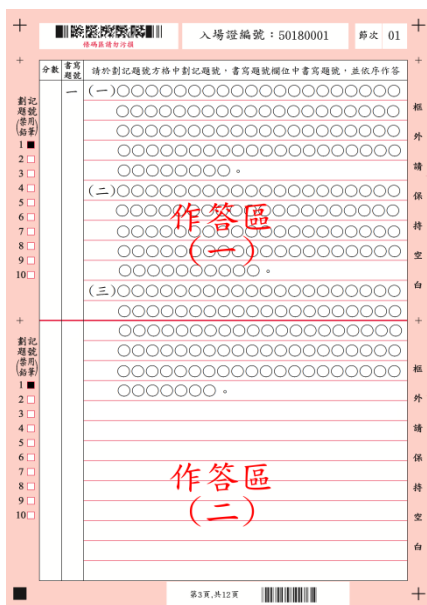 條碼區請勿污損
入場證編號：50180001
節次 01
分數
書寫題號
請於劃記題號方格中劃記題號，書寫題號欄位中書寫題號，並依序作答
劃記題號
(禁用鉛筆)
1
2
3
4
5
6
7
8
9
10
一
(一)○○○○○○○○○○○○○○○○○○○○
○○○○○○○○○○○○○○○○○○○○
○○○○○○○○○○○○○○○○○○○○
○○○○○○○○○○○○○○○○○○○○
○○○○○○○○。
(二)○○○○○○○○○○○○○○○○○○○○
○○○○○○○○○○○○○○○○○○○○
○○○○○○○○○○○○○○○○○○○○
○○○○○○○○○○○○○○○○○○○○
○○○○○○○○○○。
作答區
(一)
(三)○○○○○○○○○○○○○○○○○○○○
○○○○○○○○○○○○○○○○○○○○
○○○○○○○○○○○○○○○○○○○○
○○○○○○○○○○○○○○○○○○○○
○○○○○○○○○○○○○○○○○○○○
○○○○○○○。
框外請保持空白
劃記題號
(禁用鉛筆)
1
2
3
4
5
6
7
8
9
10
作答區
(二)
框外請保持空白
第3頁,共12頁